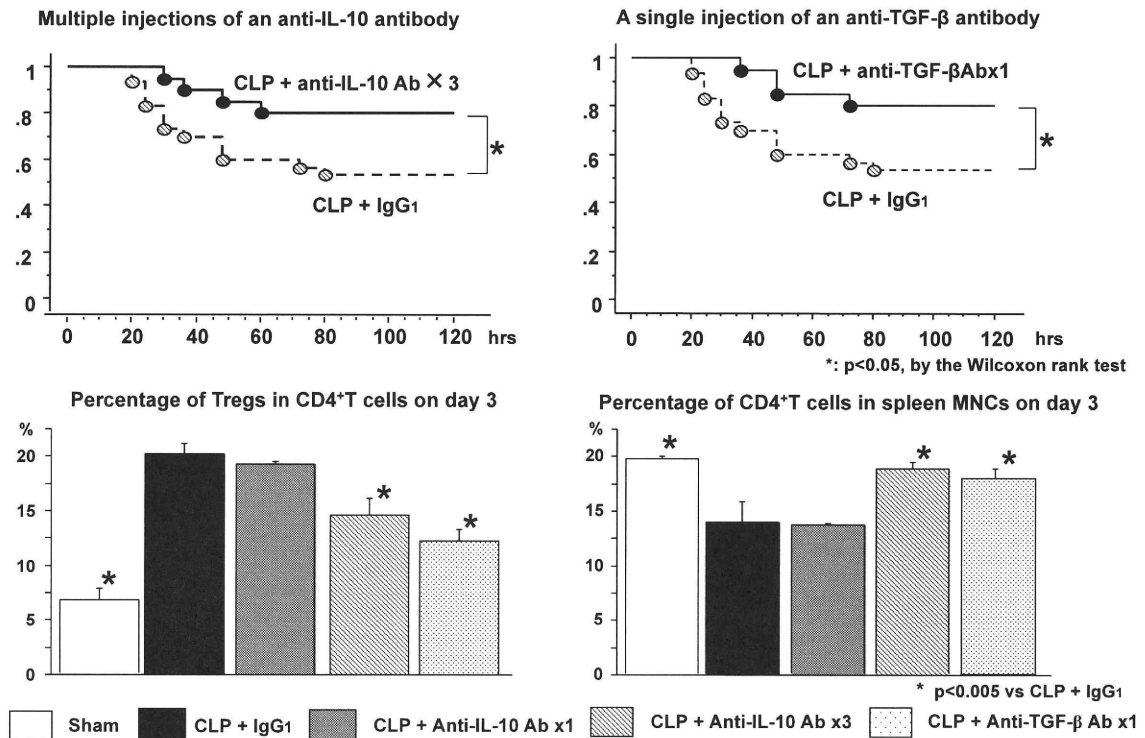 Multiple injections of an anti-IL-10 antibody
1
.8
.6
.4
.2
0
CLP + anti-IL-10 Ab × 3
*
CLP + IgG1
0 20 40 60 80 100 120 hrs
A single injection of an anti-TGF-β antibody
1
.8
.6
.4
.2
0
CLP + anti-TGF-βAbx1
*
CLP + IgG1
0 20 40 60 80 100 120 hrs
*: p<0.05, by the Wilcoxon rank test
Percentage of Tregs in CD4+T cells on day 3
%
20
15
10
5
0
*
*
*
Percentage of CD4+T cells in spleen MNCs on day 3
%
20
15
10
5
0
*
*
*
* p<0.005 vs CLP + IgG1
Sham CLP + IgG1 CLP + Anti-IL-10 Ab x1 CLP + Anti-IL-10 Ab x3 CLP + Anti-TGF-β Ab x1